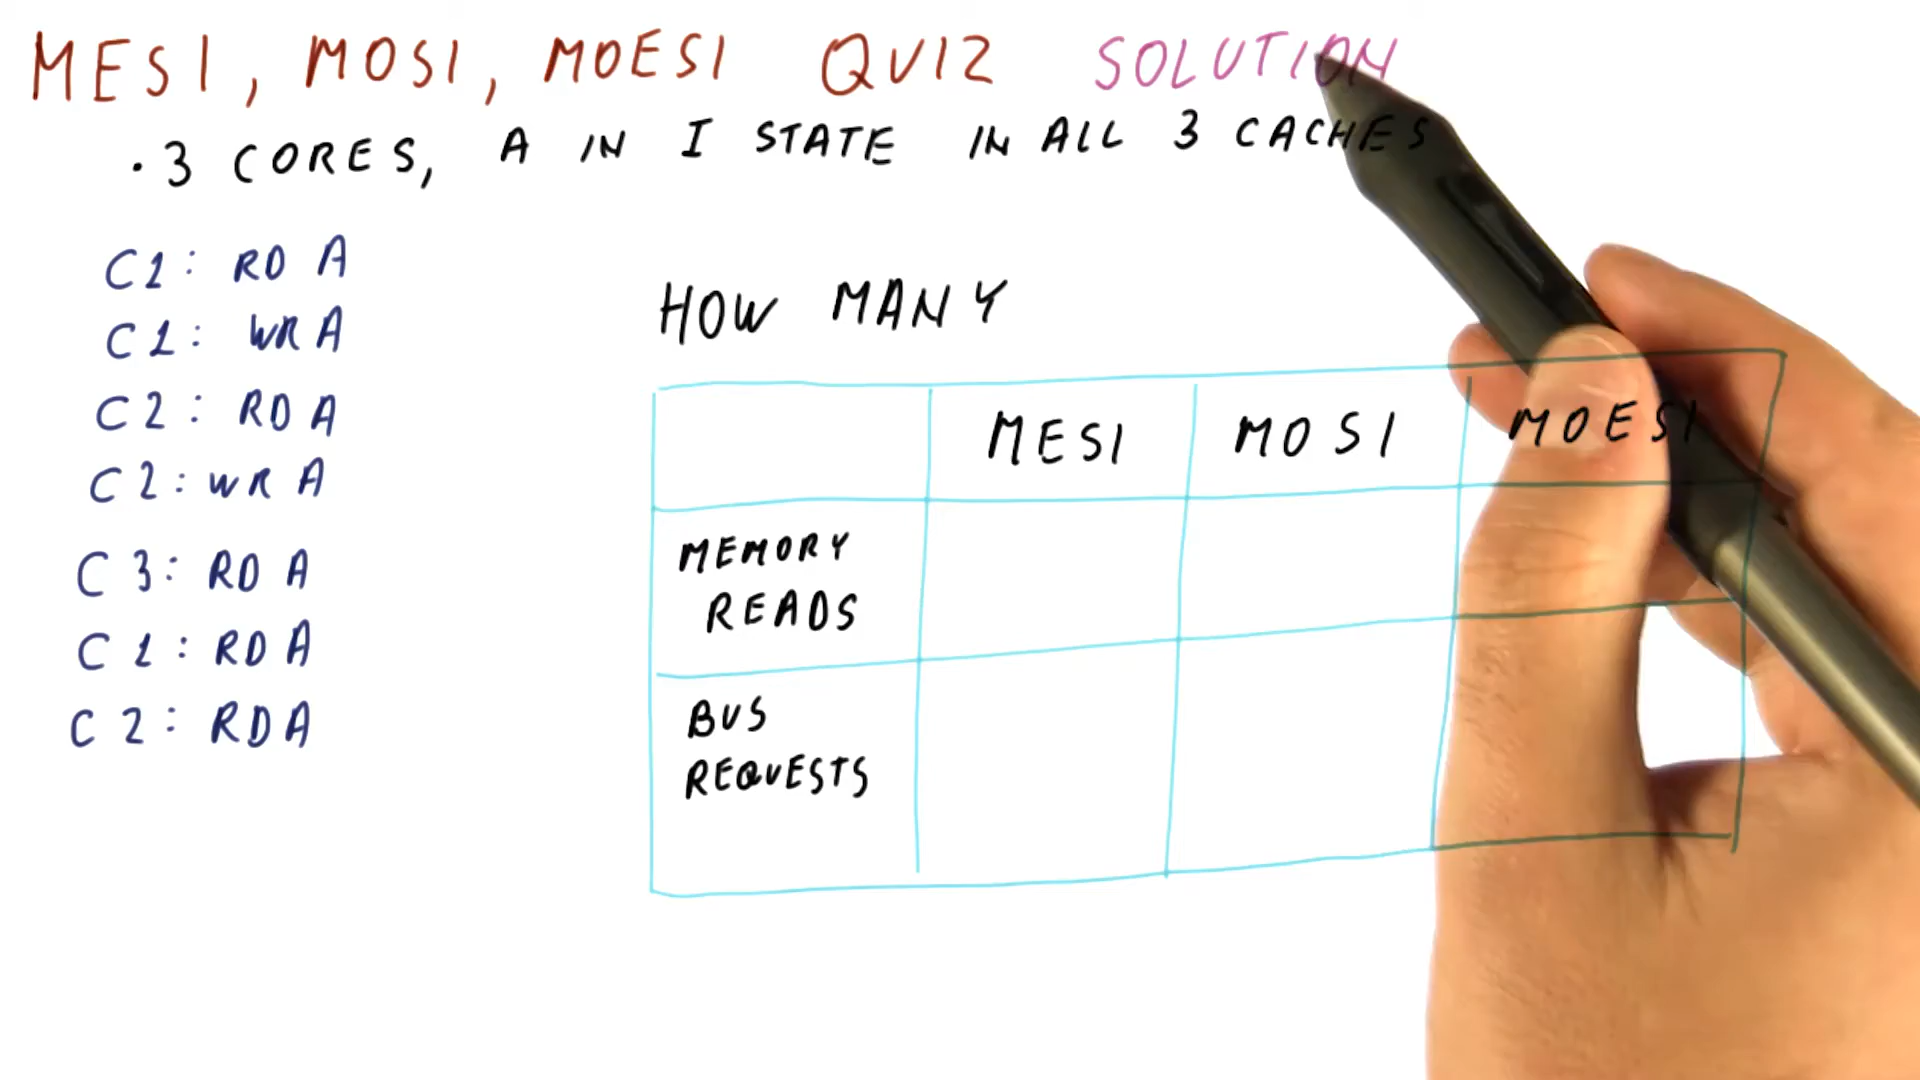 MESI, MOSI, MOESI QUIZ SOLUTION
• 3 CORES, A IN I STATE IN ALL 3 CACHES
C1: RD A
C1: WR A
C2: RD A
C2: WR A
C3: RD A
C1: RD A
C2: RD A
HOW MANY
MESI MOSI MOESI
MEMORY
READS
BUS
REQUESTS